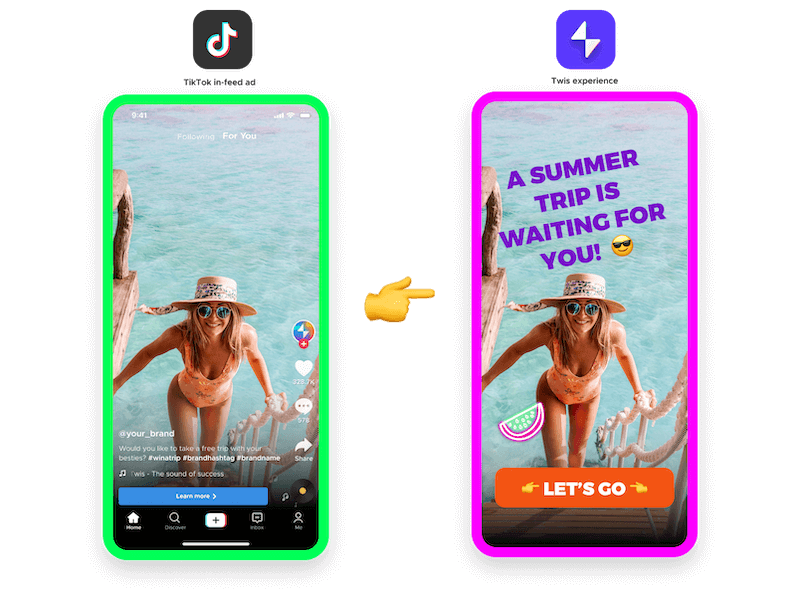 TikTok in-feed ad
Twis experience
9:41
Following For You
328.7K
578
Share
@your_brand
Would you like to take a free trip with your
besties? #winatrip #brandhashtag #brandname
Twis - The sound of success
Learn more
Home
Discover
Inbox
Me
A SUMMER
TRIP IS
WAITING FOR
YOU!
LET'S GO